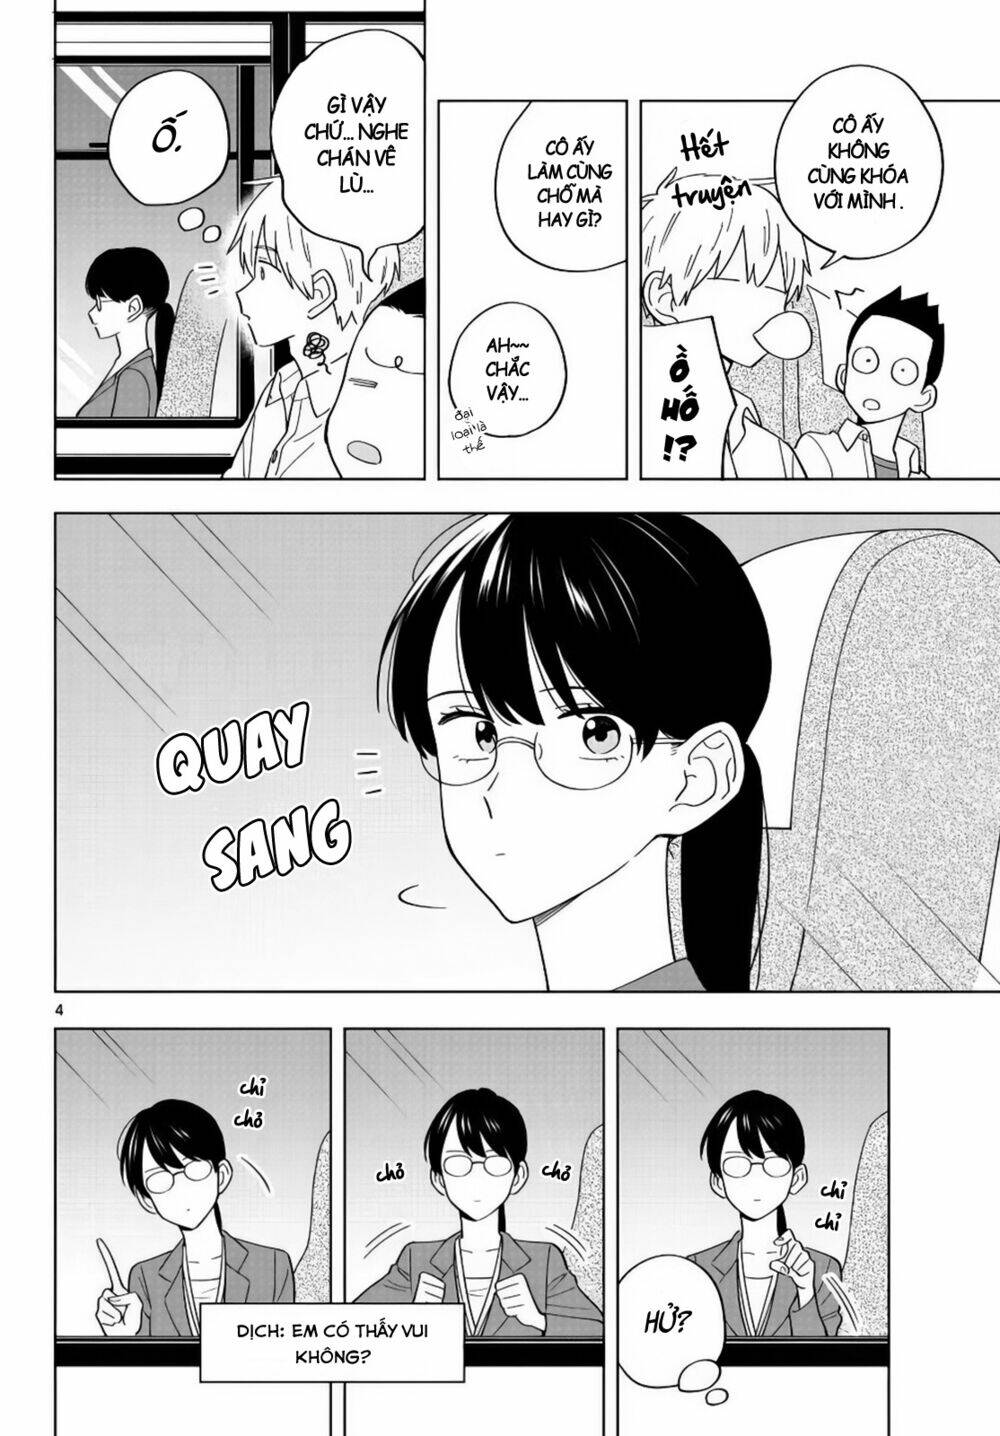 CÔ ẤY
KHÔNG
CÙNG KHÓA
VỚI MÌNH.
Hết
truyện
Ồ
HỐ
!?
CÔ ẤY
LÀM CÙNG
CHỖ MÀ
HAY GÌ?
AH~~
CHẮC
VẬY...
đại
loại là
thế
GÌ VẬY
CHỨ... NGHE
CHÁN VÊ
LÙ...
Ố.
QUAY
SANG
4
HỬ?
chỉ
chỉ
chỏ
chỏ
chỉ
chỏ
DỊCH: EM CÓ THẤY VUI
KHÔNG?